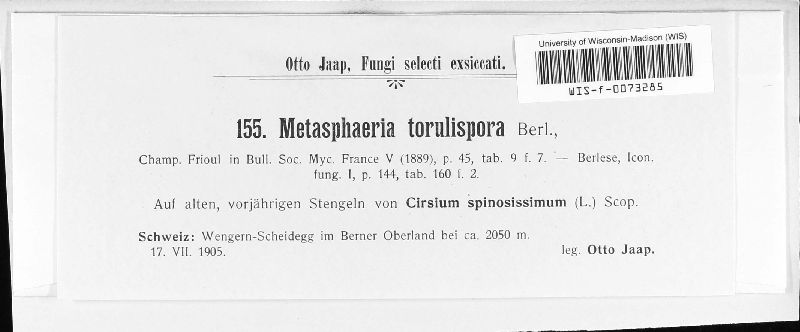 Otto Jaap, Fungi selecti exsiccati.
University of Wisconsin-Madison (WIS)
WIS-f-0073285
155. Metasphaeria torulispora Berl.,
Champ. Frioul in Bull. Soc. Myc. France V (1889), p. 45, tab. 9 f. 7. — Berlese, Icon.
fung. I, p. 144, tab. 160 f. 2.
Auf alten, vorjährigen Stengeln von Cirsium spinosissimum (L.) Scop.
Schweiz: Wengern-Scheidegg im Berner Oberland bei ca. 2050 m.
17. VII. 1905. leg. Otto Jaap.